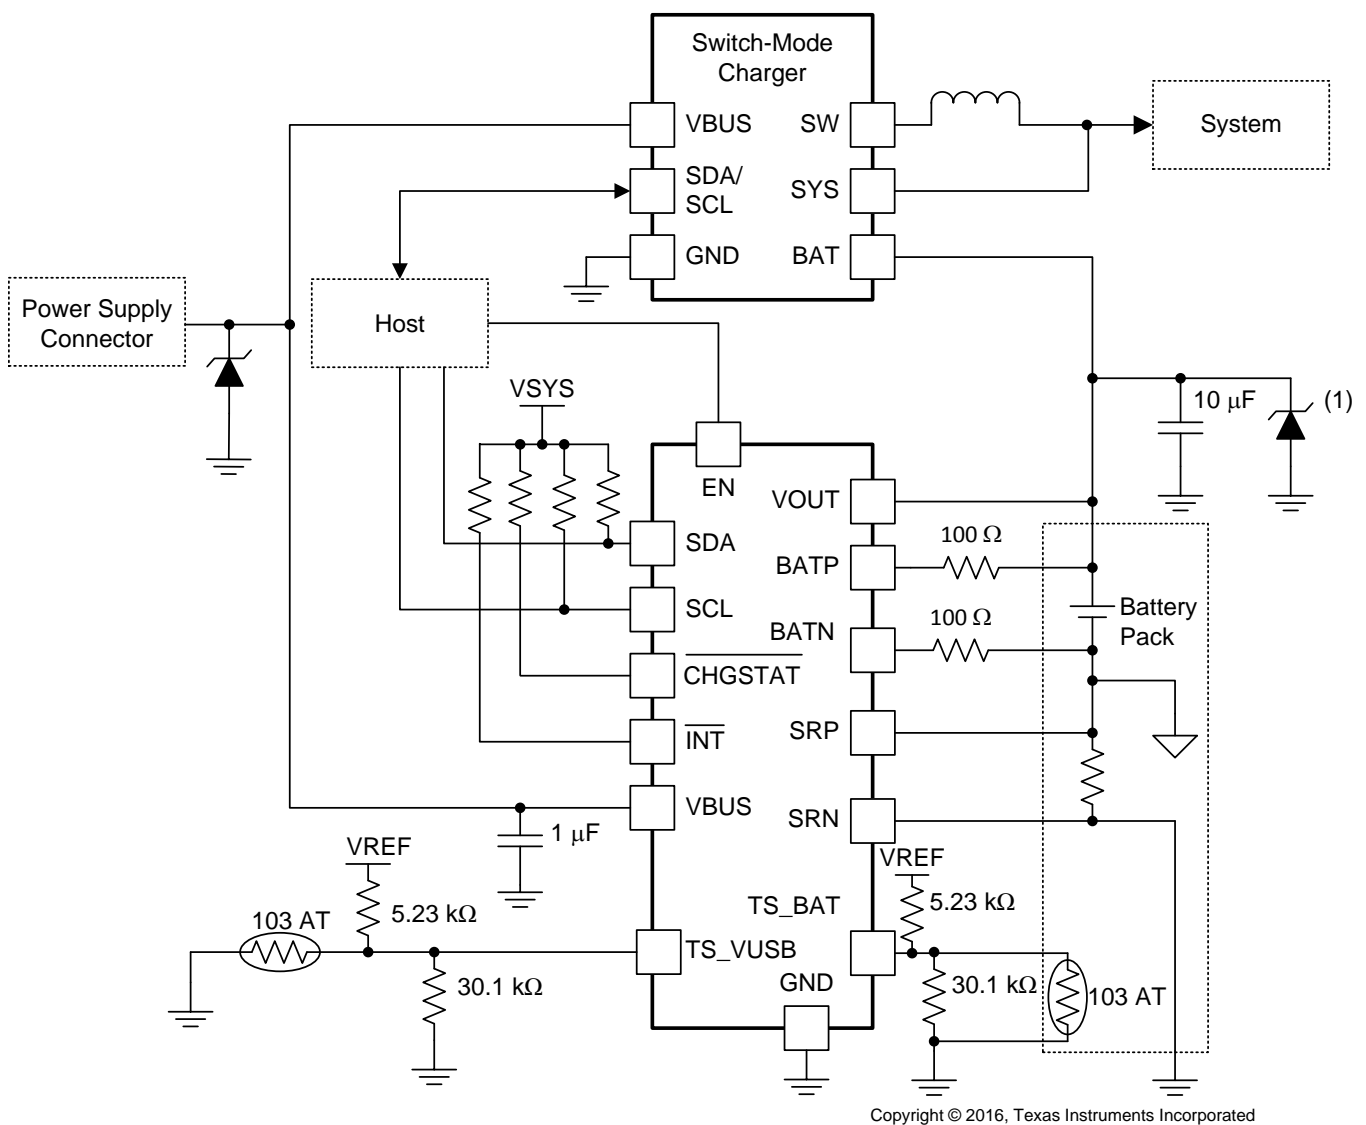 Switch-Mode
Charger
VBUS
SW
System
SDA/
SCL
SYS
GND
BAT
Power Supply
Connector
Host
VSYS
10 μF
(1)
EN
VOUT
SDA
100 Ω
BATP
SCL
100 Ω
BATN
Battery
Pack
CHGSTAT
INT
SRP
VBUS
SRN
1 μF
VREF
VREF
5.23 kΩ
TS_BAT
5.23 kΩ
103 AT
TS_VUSB
30.1 kΩ
GND
30.1 kΩ
103 AT
Copyright © 2016, Texas Instruments Incorporated